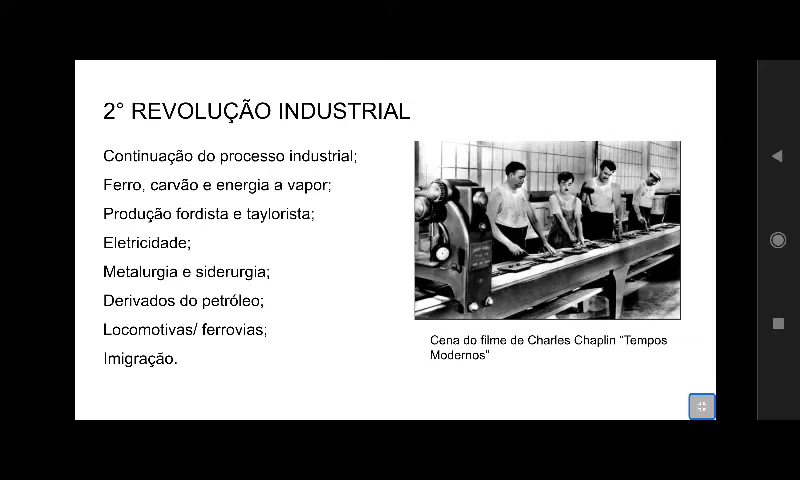 2° REVOLUÇÃO INDUSTRIAL
Continuação do processo industrial;
Ferro, carvão e energia a vapor;
Produção fordista e taylorista;
Eletricidade;
Metalurgia e siderurgia;
Derivados do petróleo;
Locomotivas/ ferrovias;
Imigração.
Cena do filme de Charles Chaplin “Tempos
Modernos”